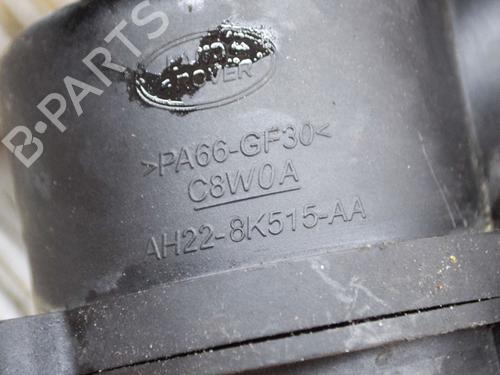 B-PARTS
LAND
ROVER
>PA66-GF30<
C8W0A
AH22-8K515-AA